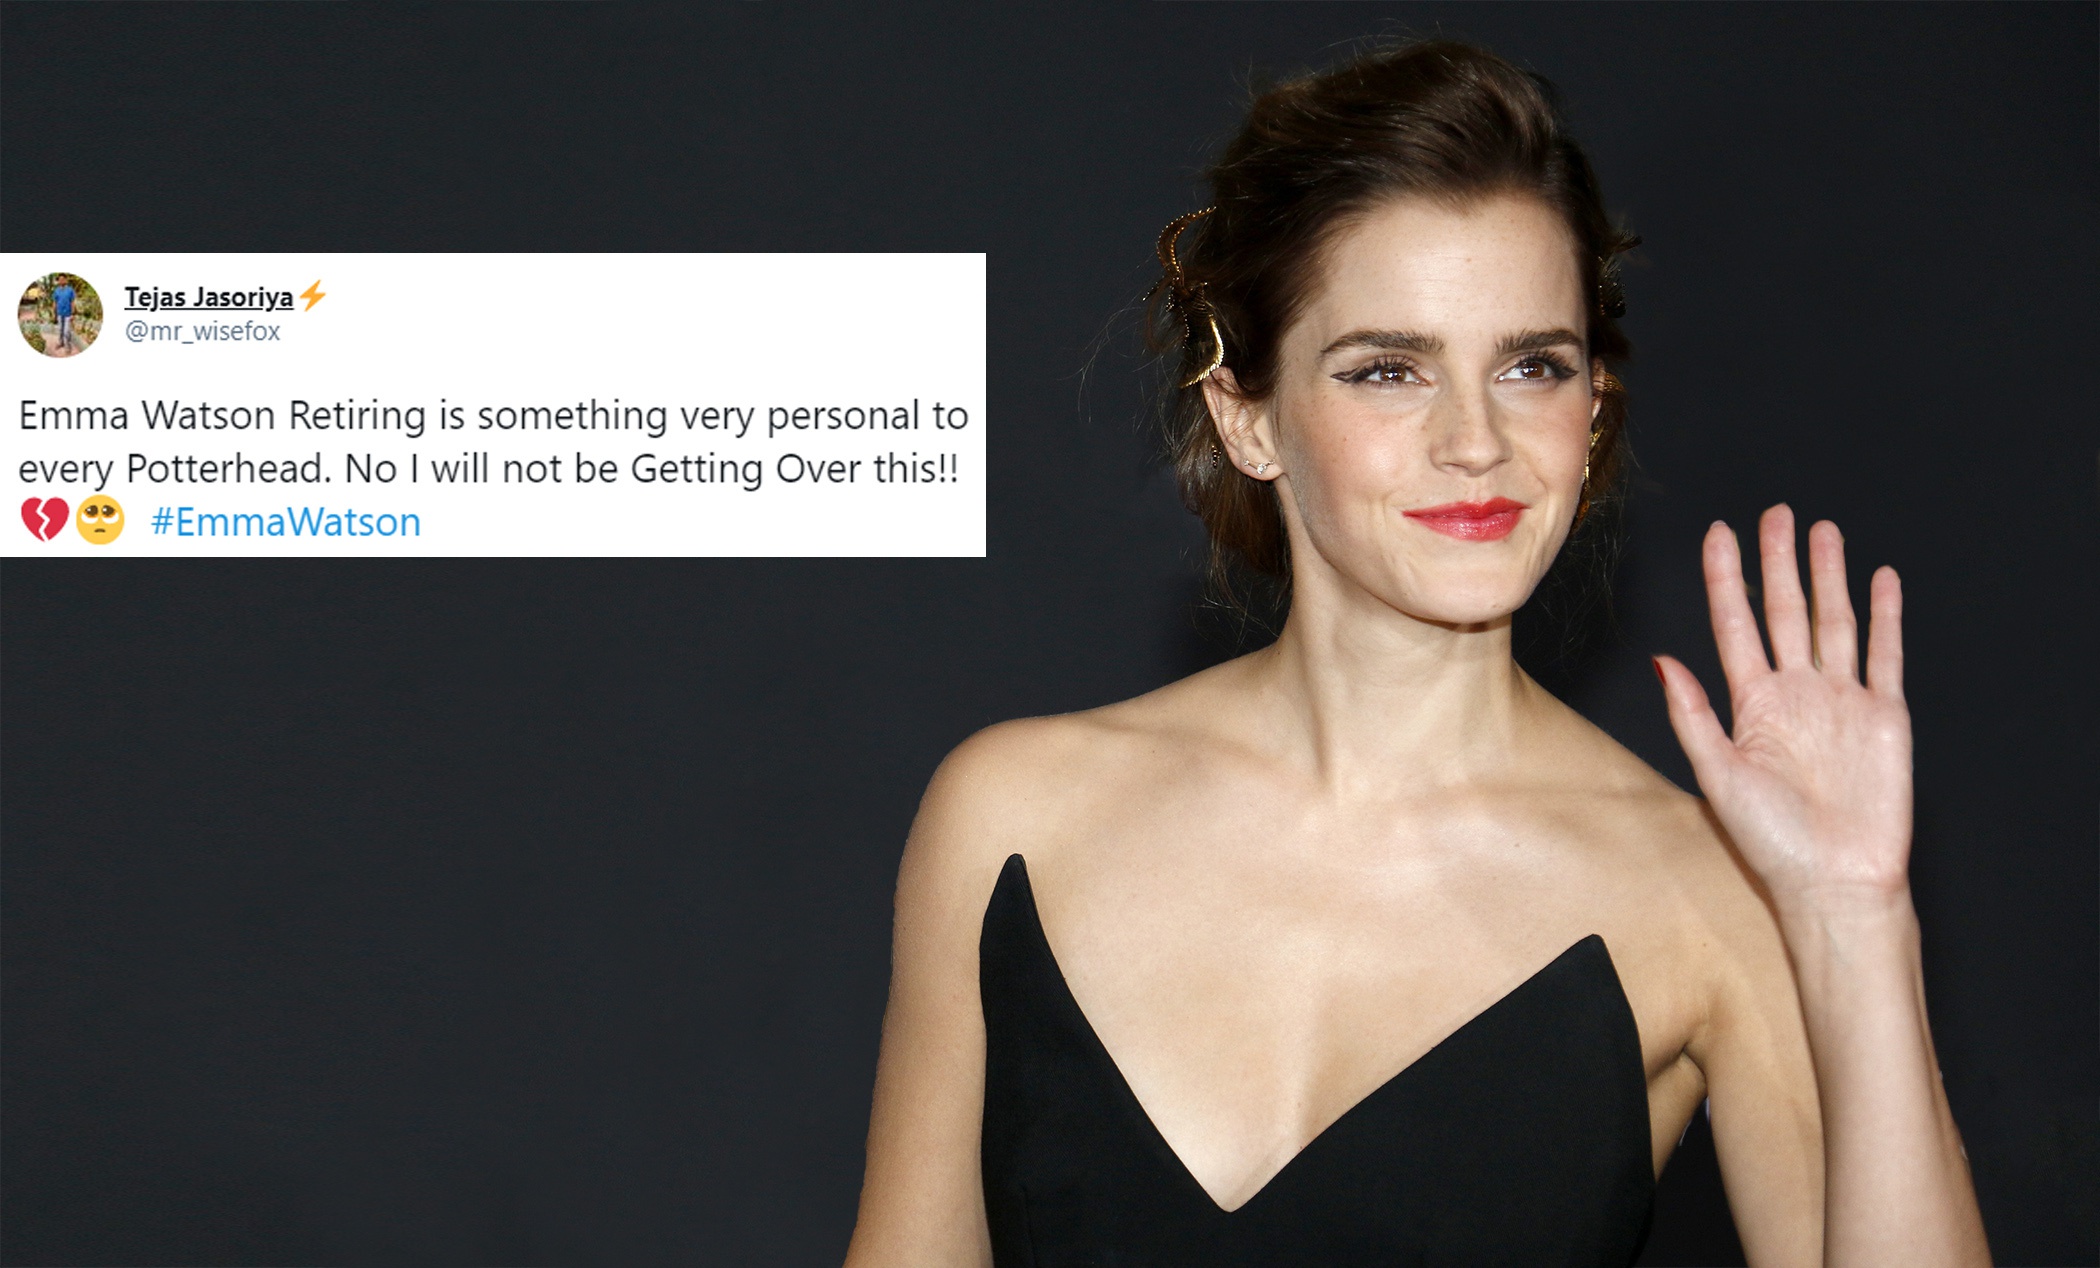 Tejas Jasoriya⚡
@mr_wisefox
Emma Watson Retiring is something very personal to
every Potterhead. No I will not be Getting Over this!!
💔🥺 #EmmaWatson